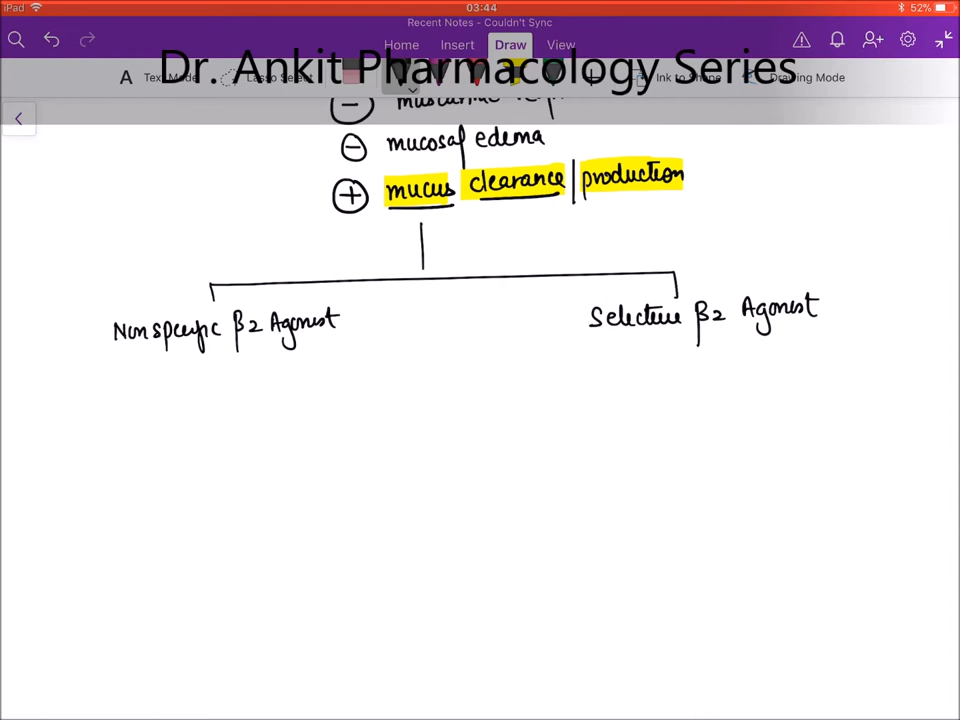 iPad 03:44 52%
Recent Notes - Couldn't Sync
Home Insert Draw View
Dr. Ankit Pharmacology Series
A Text Mode Lasso Select Ink to Shape Drawing Mode
mucosal edema
mucus clearance | production
Nonspecific β2 Agonist
Selective β2 Agonist